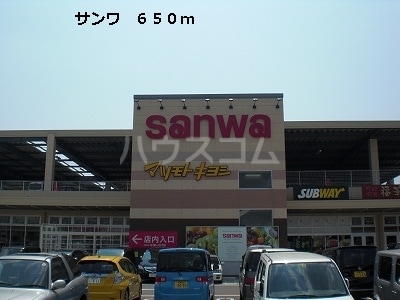 サンワ 650m
sanwa
ハウスコム
マツモトキヨシ
SUBWAY
店内入口
sanwa